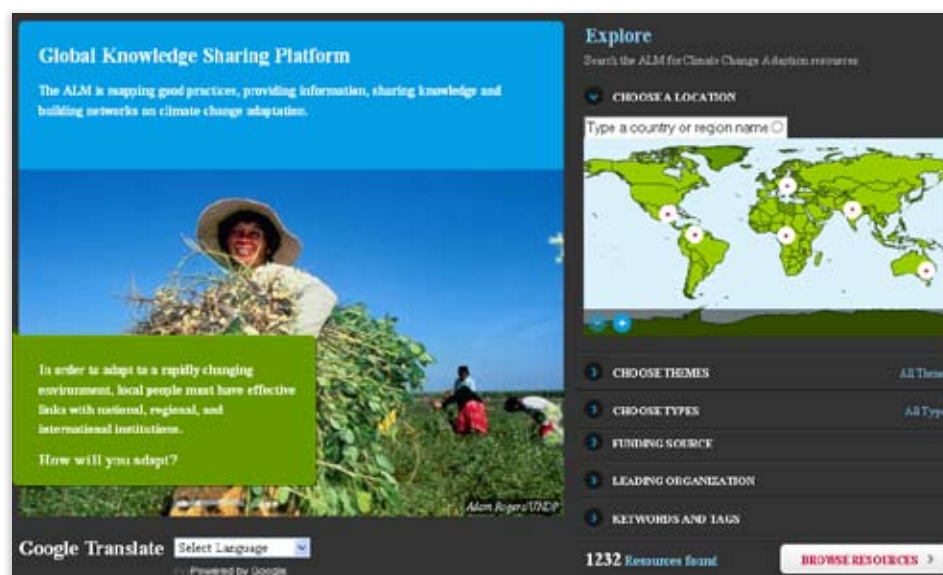 Global Knowledge Sharing Platform
The ALM is mapping good practices, providing information, sharing knowledge and
building networks on climate change adaptation.
In order to adapt to a rapidly changing
environment, local people must have effective
links with national, regional, and
international institutions.
How will you adapt?
Adam Rogers/UNDP
Google Translate
Select Language
Powered by Google
Explore
Search the ALM for Climate Change Adaption resources
CHOOSE A LOCATION
Type a country or region name
CHOOSE THEMES
All
CHOOSE TYPES
All
FUNDING SOURCE
LEADING ORGANIZATION
KEYWORDS AND TAGS
1232 Resources found
BROWSE RESOURCES